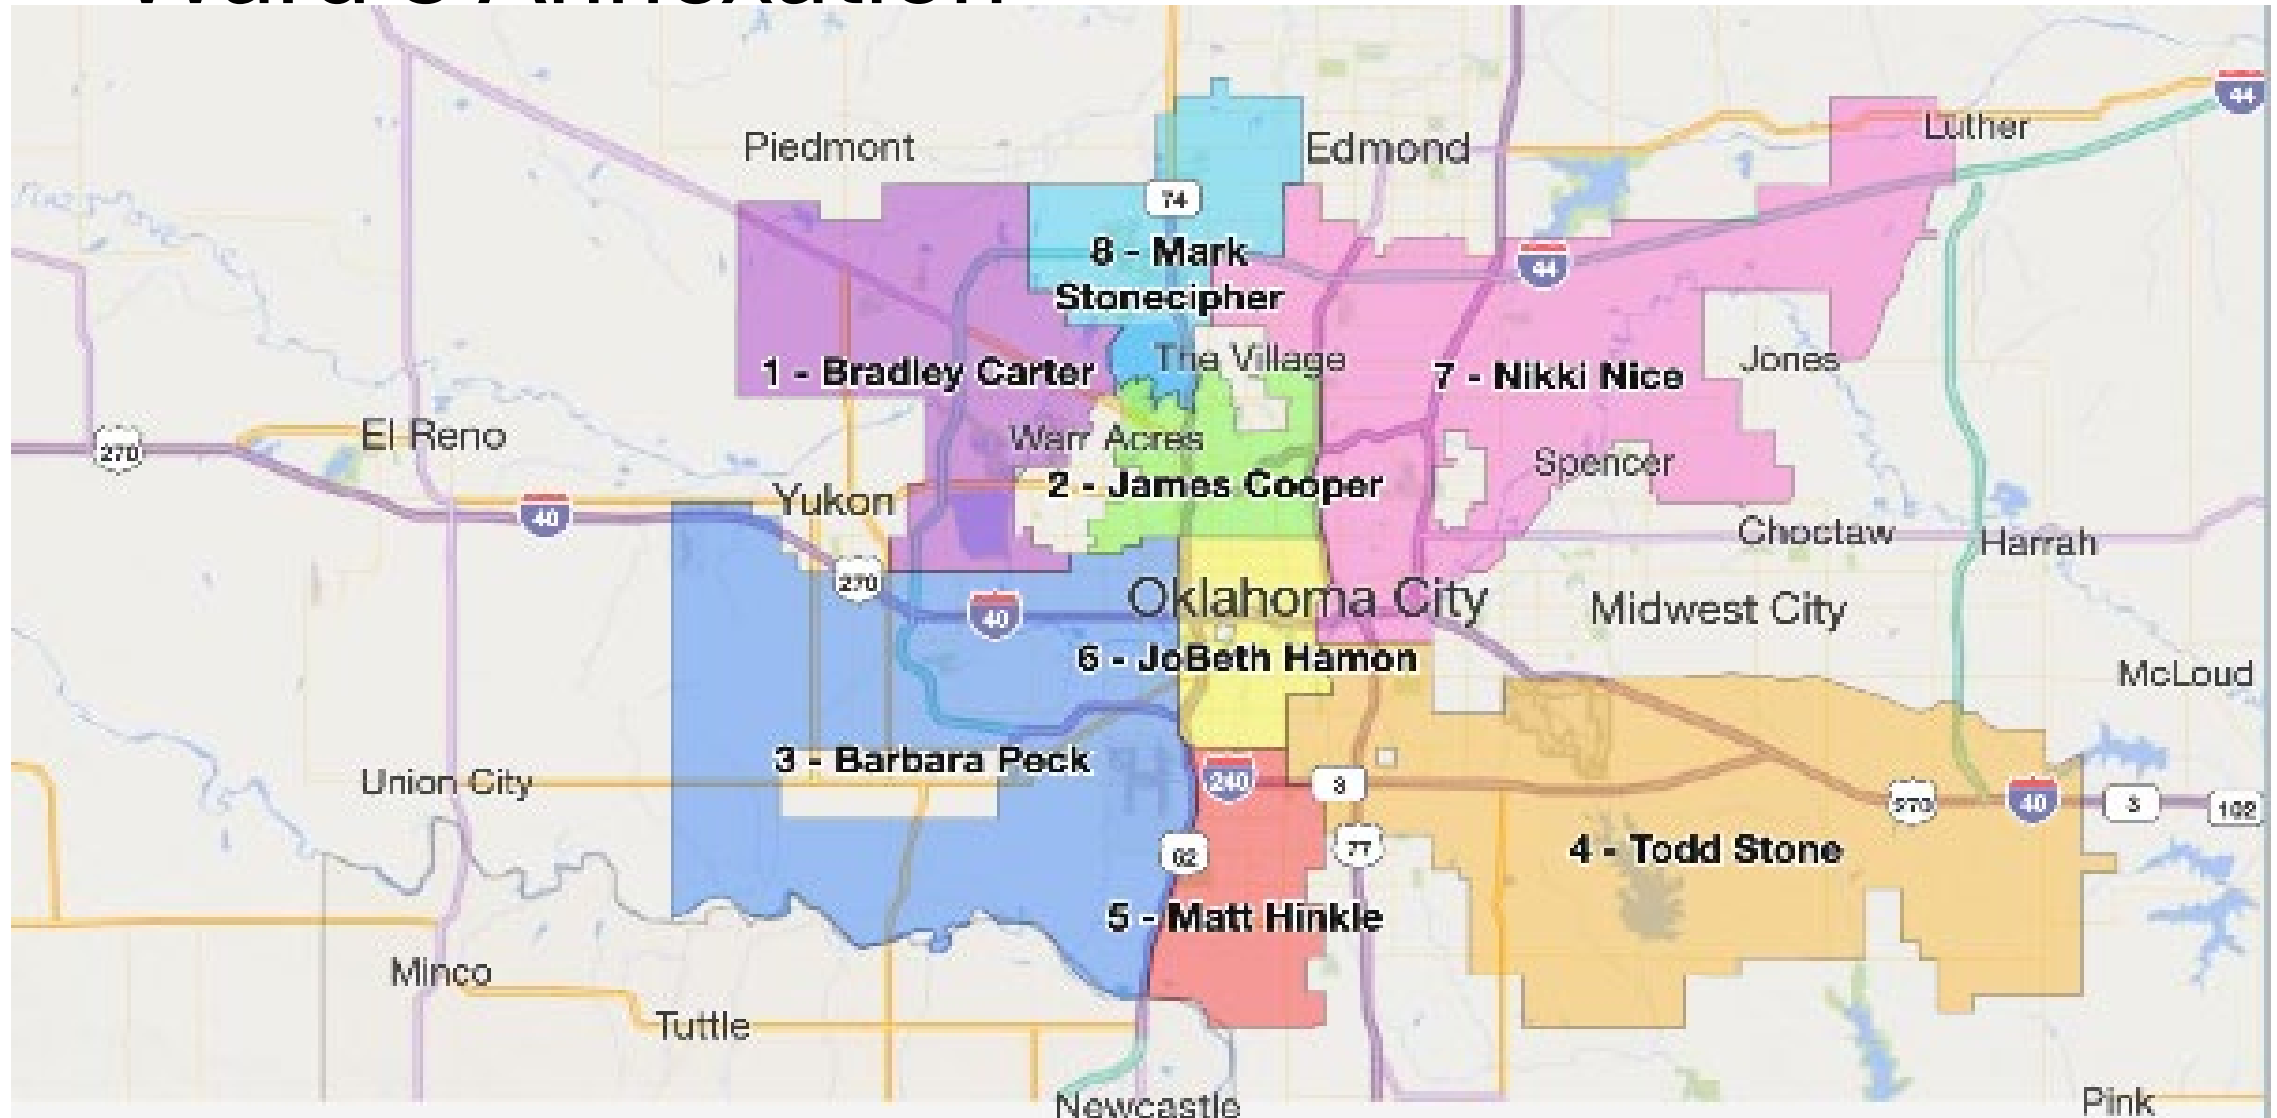 Ward 8 Annexation
44
Luther
Piedmont
Edmond
74
8 - Mark
Stonecipher
44
The Village
Jones
1 - Bradley Carter
7 - Nikki Nice
El Reno
Warr Acres
270
Spencer
Yukon
2 - James Cooper
40
Choctaw
Harrah
270
Oklahoma City
40
Midwest City
6 - JoBeth Hamon
McLoud
3 - Barbara Peck
Union City
240
3
270
40
3
102
62
77
4 - Todd Stone
5 - Matt Hinkle
Minco
Tuttle
Newcastle
Pink